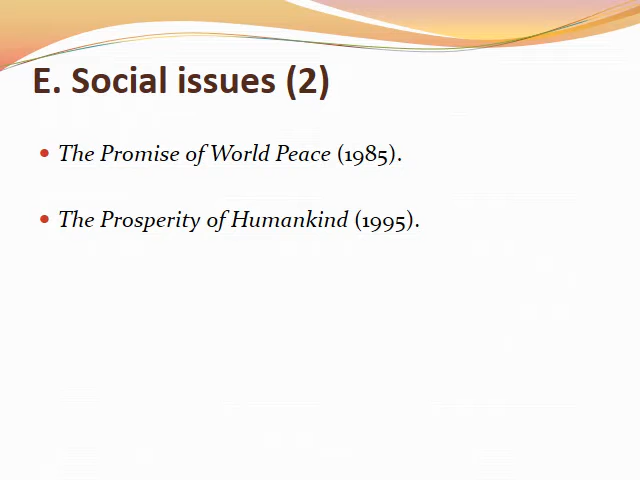 E. Social issues (2)
The Promise of World Peace (1985).
The Prosperity of Humankind (1995).